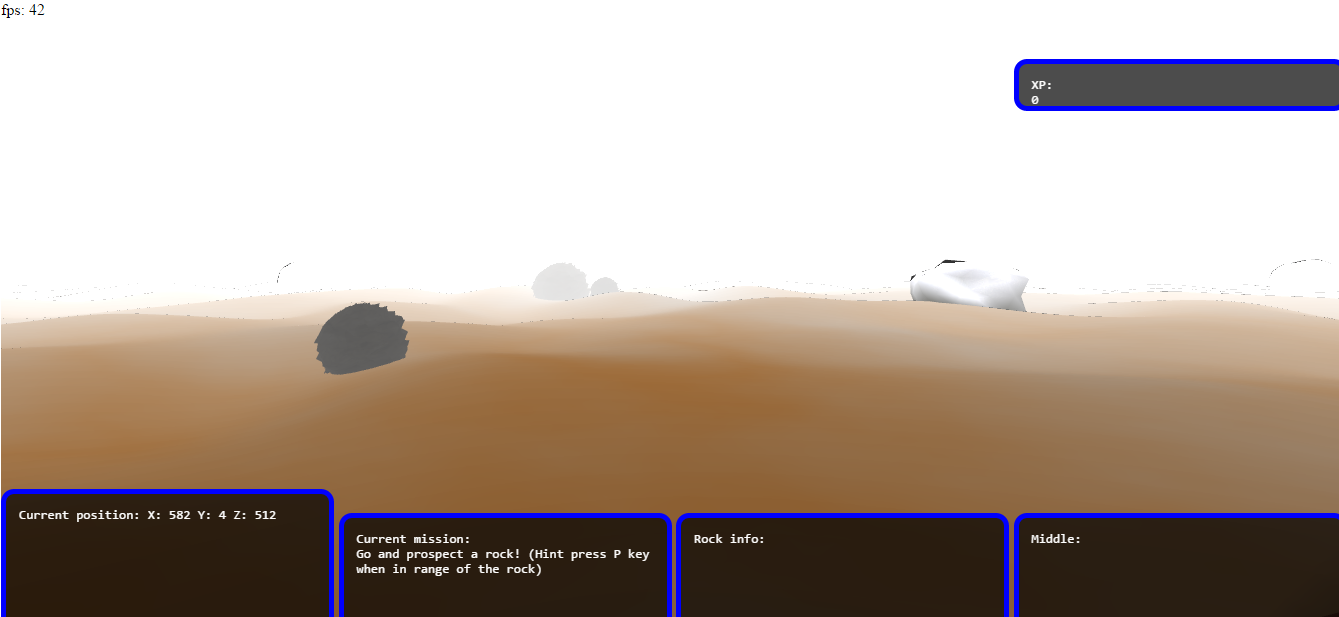 fps: 42
XP:
0
Current position: X: 582 Y: 4 Z: 512
Current mission:
Go and prospect a rock! (Hint press P key
when in range of the rock)
Rock info:
Middle: